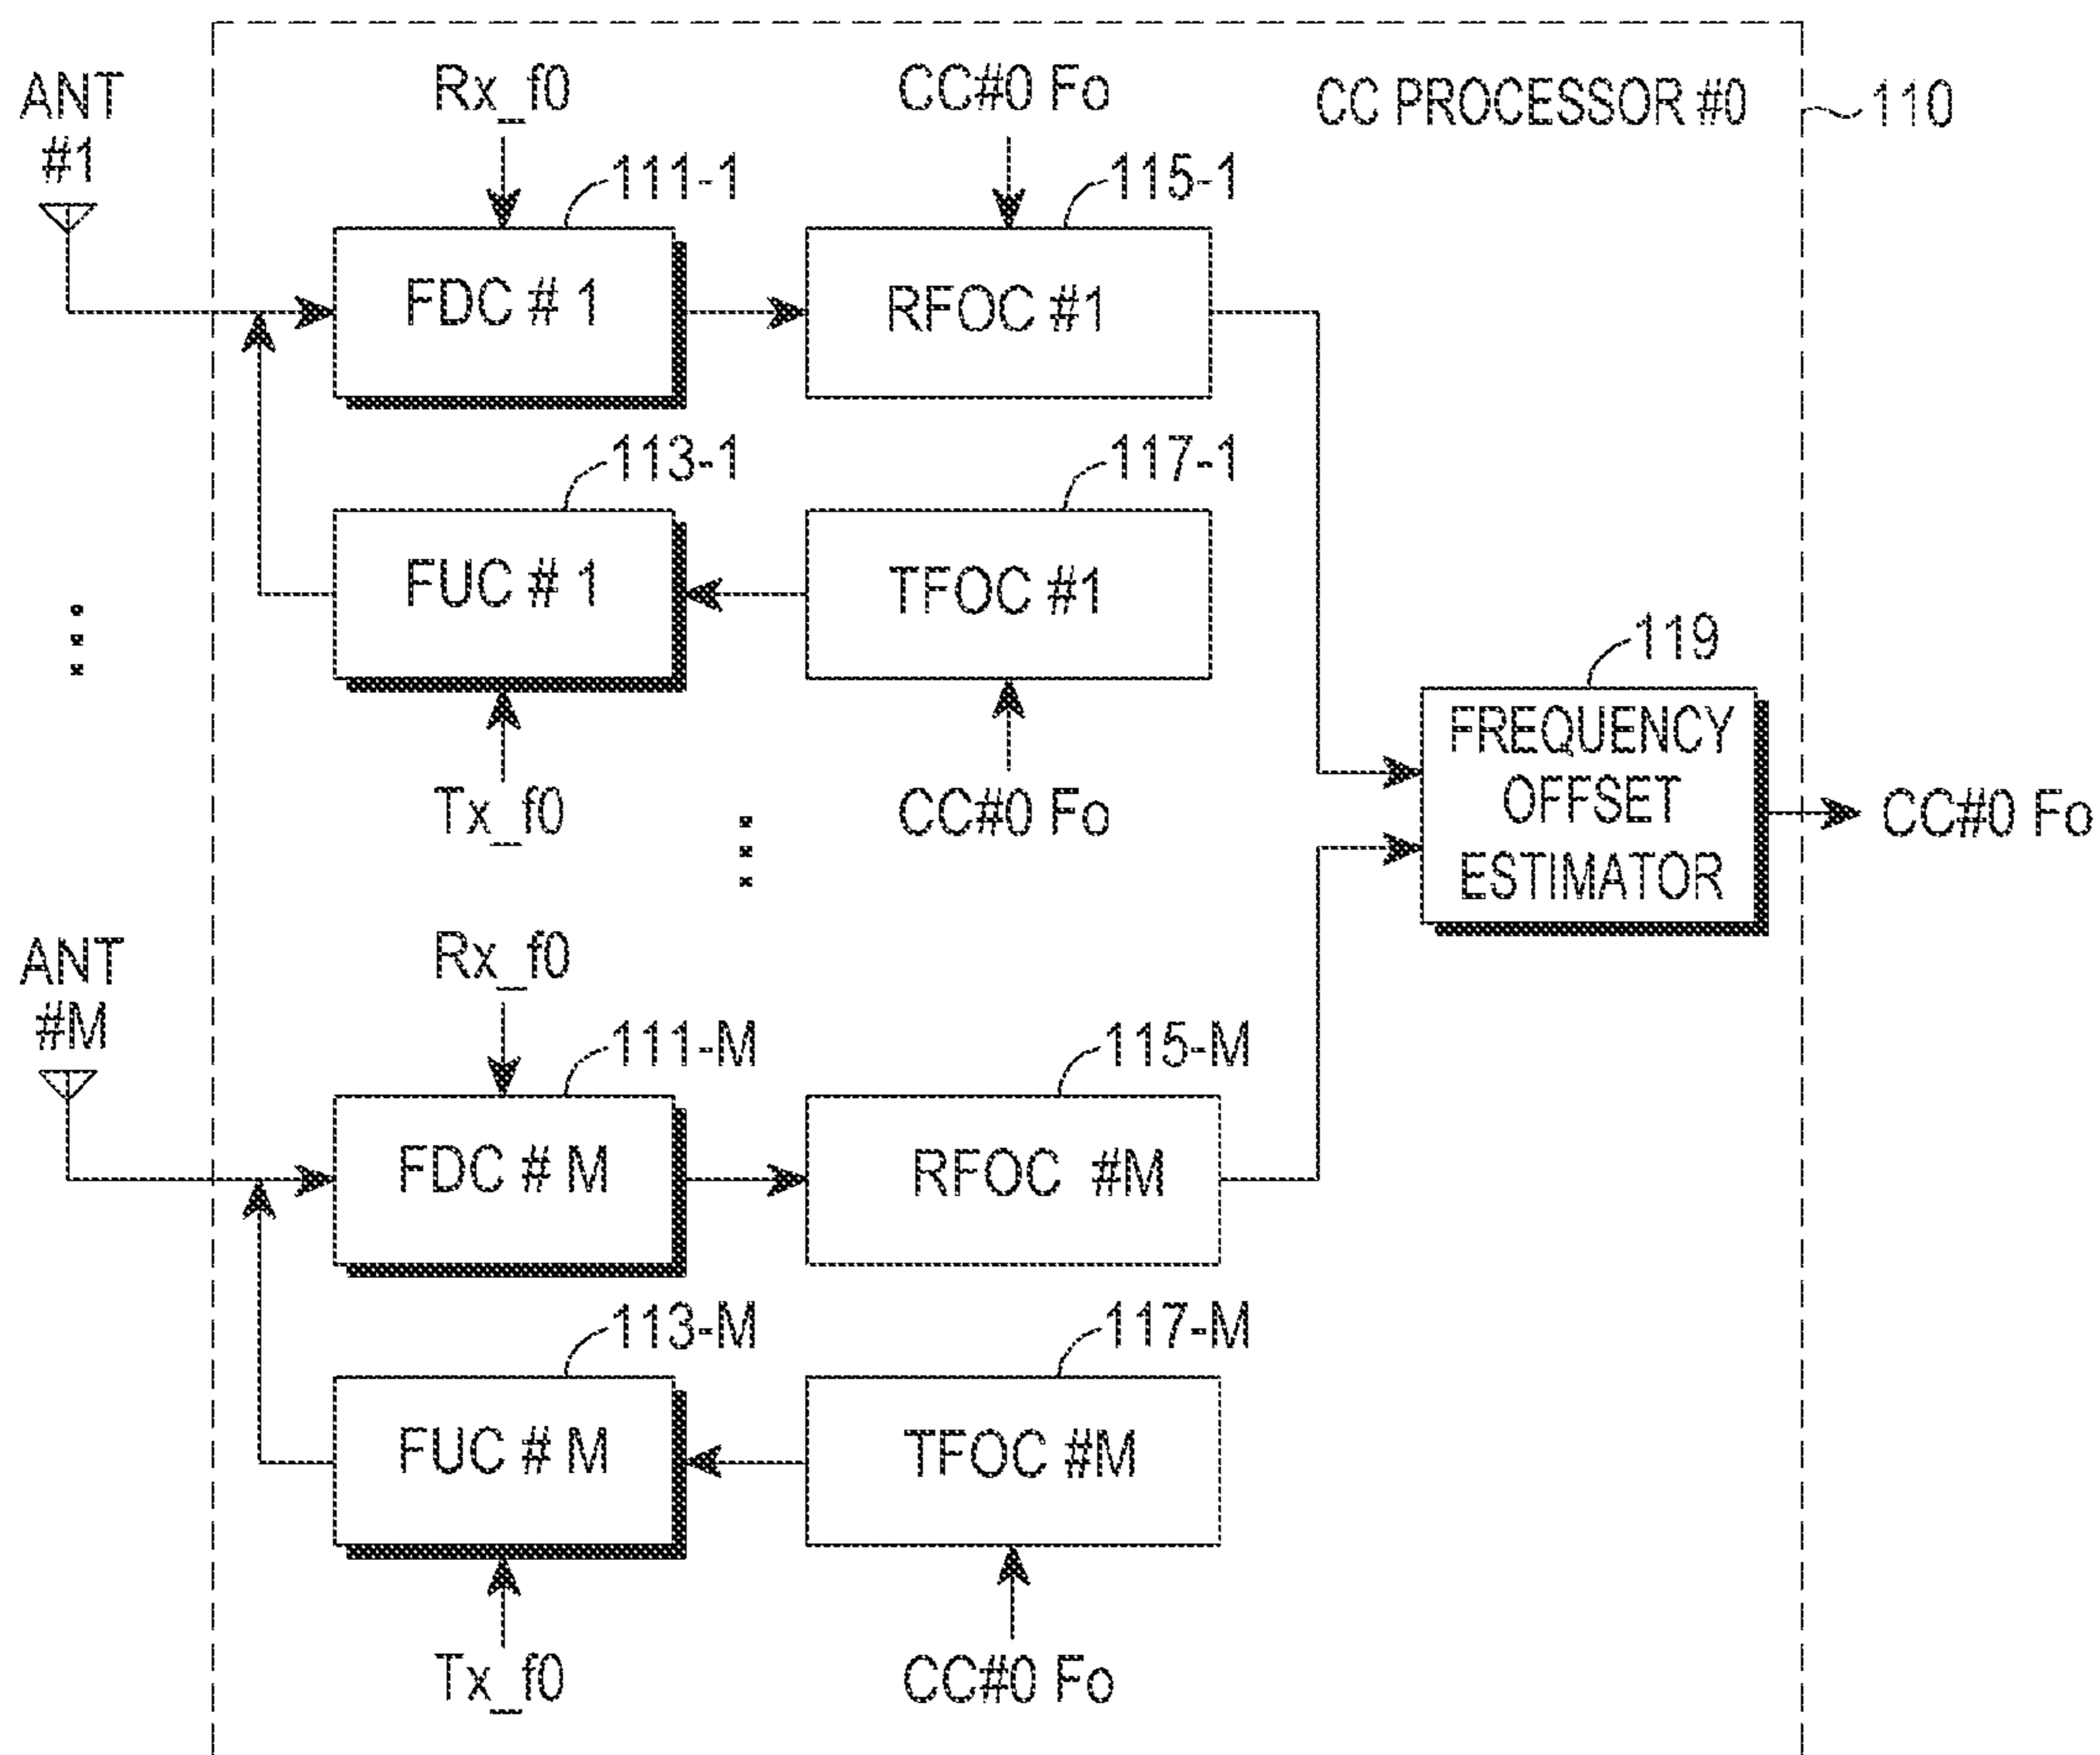 ANT
#1
Rx_f0
CC#0 Fo
CC PROCESSOR #0
110
111-1
115-1
FDC # 1
RFOC #1
113-1
117-1
FUC # 1
TFOC #1
119
Tx_f0
CC#0 Fo
FREQUENCY
OFFSET
ESTIMATOR
CC#0 Fo
ANT
#M
Rx_f0
111-M
115-M
FDC # M
RFOC #M
113-M
117-M
FUC # M
TFOC #M
Tx_f0
CC#0 Fo